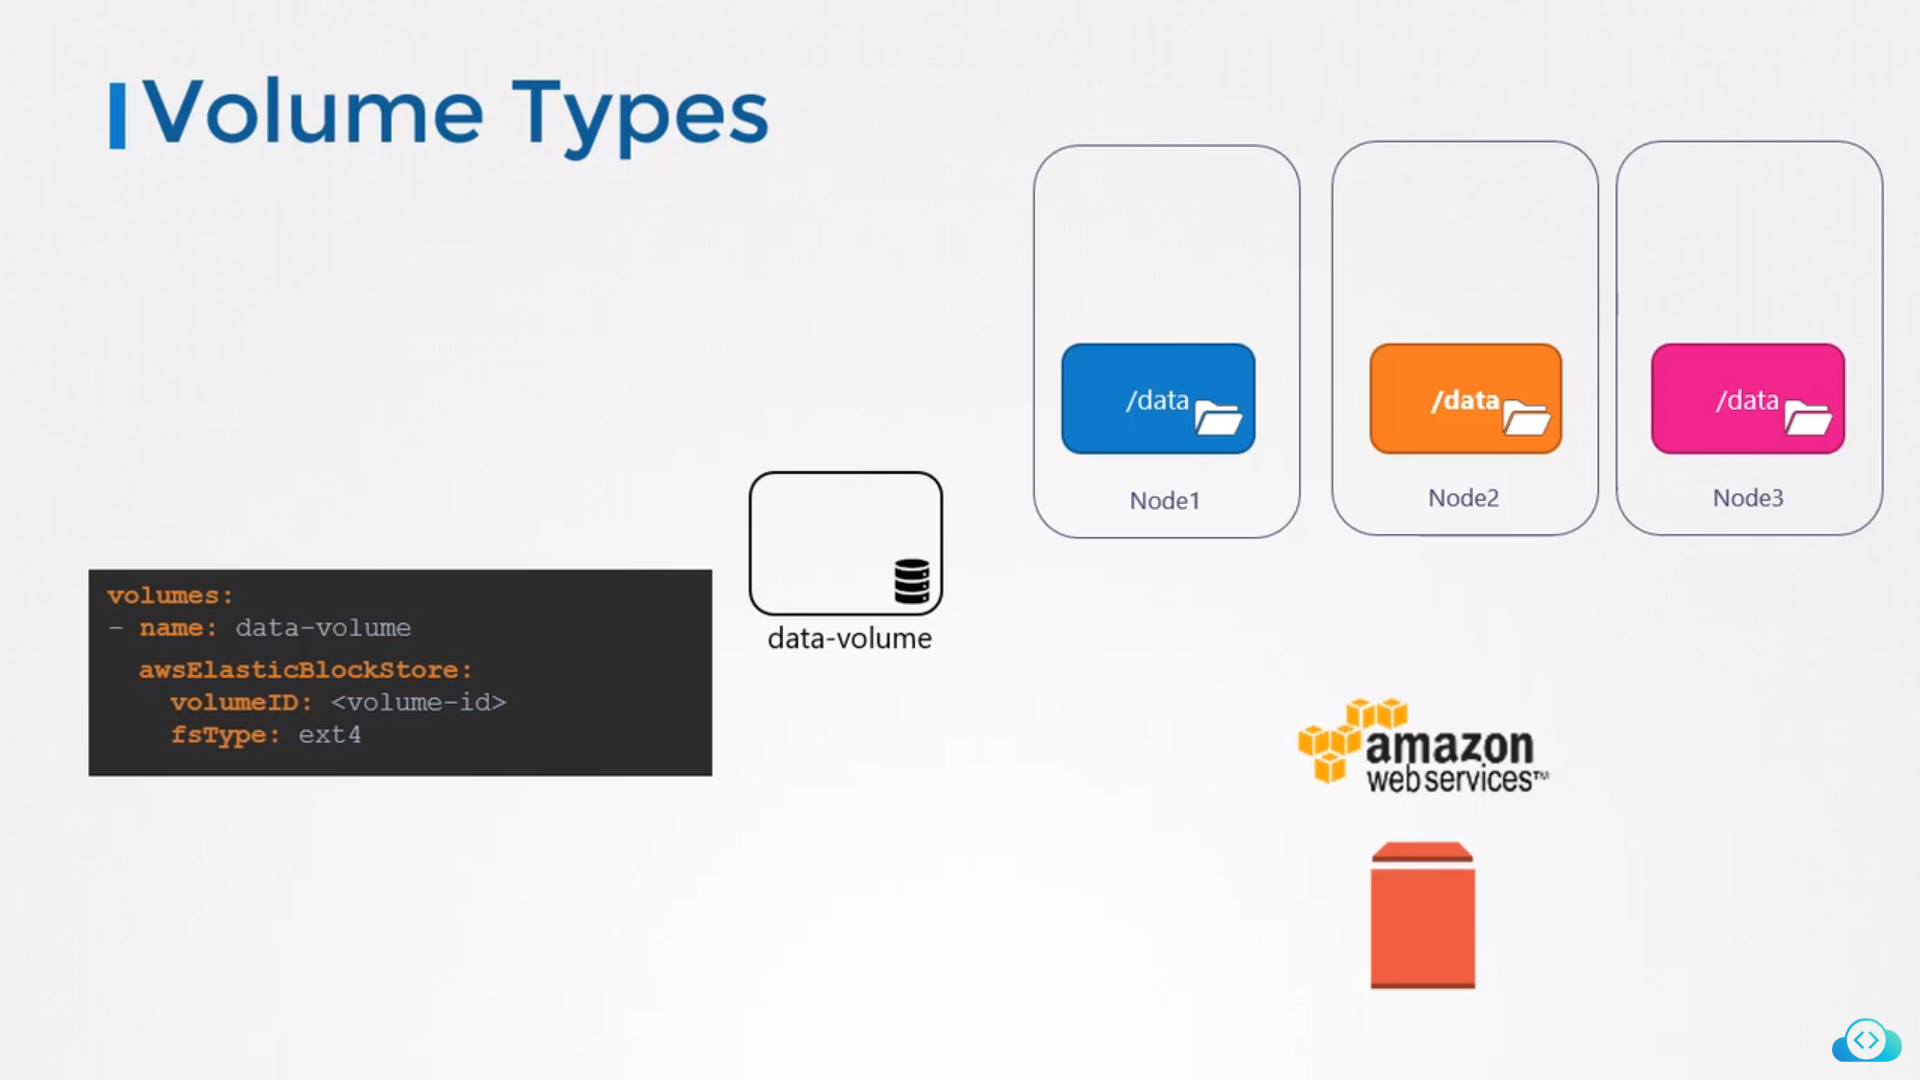 Volume Types
/data
/data
/data
Node1
Node2
Node3
volumes:
- name: data-volume
awsElasticBlockStore:
volumeID: <volume-id>
fsType: ext4
data-volume
amazon
web services™